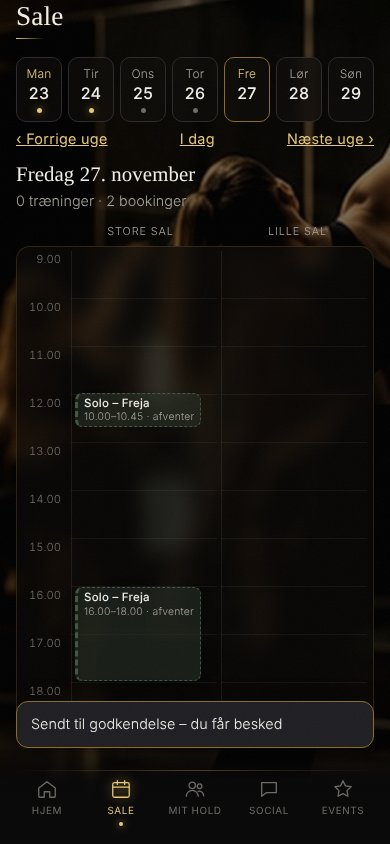 Sale
Man Tir Ons Tor Fre Lør Søn
23 24 25 26 27 28 29
‹ Forrige uge I dag Næste uge ›
Fredag 27. november
0 træninger · 2 bookinger
STORE SAL LILLE SAL
9.00
10.00
11.00
12.00
Solo – Freja
10.00–10.45 · afventer
13.00
14.00
15.00
16.00
Solo – Freja
16.00–18.00 · afventer
17.00
18.00
Sendt til godkendelse – du får besked
HJEM SALE MIT HOLD SOCIAL EVENTS